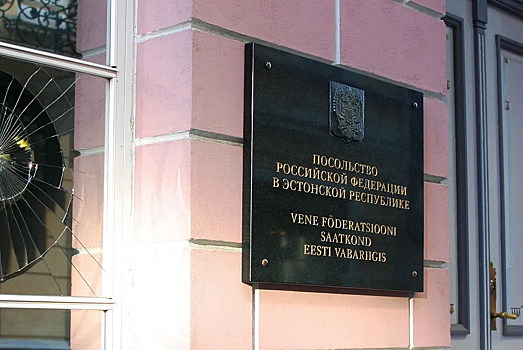 ПОСОЛЬСТВО
РОССИЙСКОЙ ФЕДЕРАЦИИ
В ЭСТОНСКОЙ РЕСПУБЛИКЕ
VENE FÖDERATSIOONI
SAATKOND
EESTI VABARIIGIS